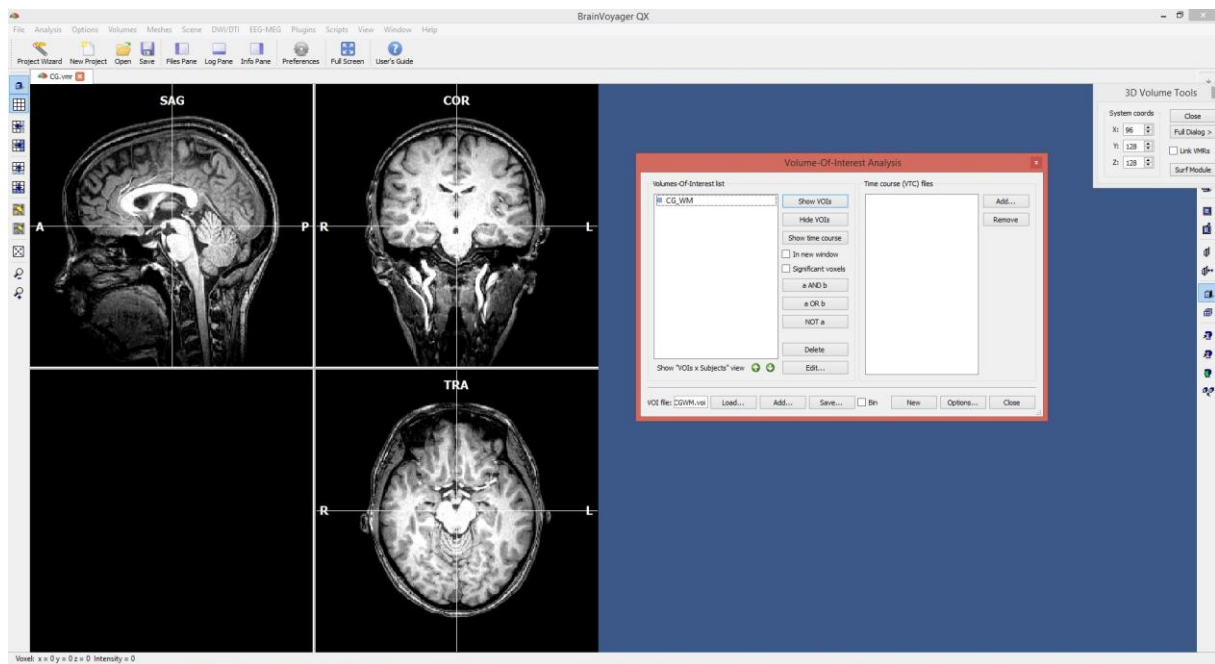 BrainVoyager QX
File Analysis Options Volumes Meshes Scene DWI/DTI EEG-MEG Plugins Scripts View Window Help
Project Wizard New Project Open Save Files Pane Log Pane Info Pane Preferences Full Screen User's Guide
CG.vmr
SAG
COR
A
P
R
L
TRA
R
L
3D Volume Tools
System coords
Close
X: 96
Full Dialog >
Y: 128
Link VMRs
Z: 128
Surf Module
Volume-Of-Interest Analysis
Volumes-Of-Interest list
Time course (VTC) files
CG_WM
Show VOIs
Add...
Hide VOIs
Remove
Show time course
In new window
Significant voxels
a AND b
a OR b
NOT a
Delete
Show "VOIs x Subjects" view
Edit...
VOI file: CGWM.voi Load... Add... Save... Bin New Options... Close
Voxel: x = 0 y = 0 z = 0 Intensity = 0